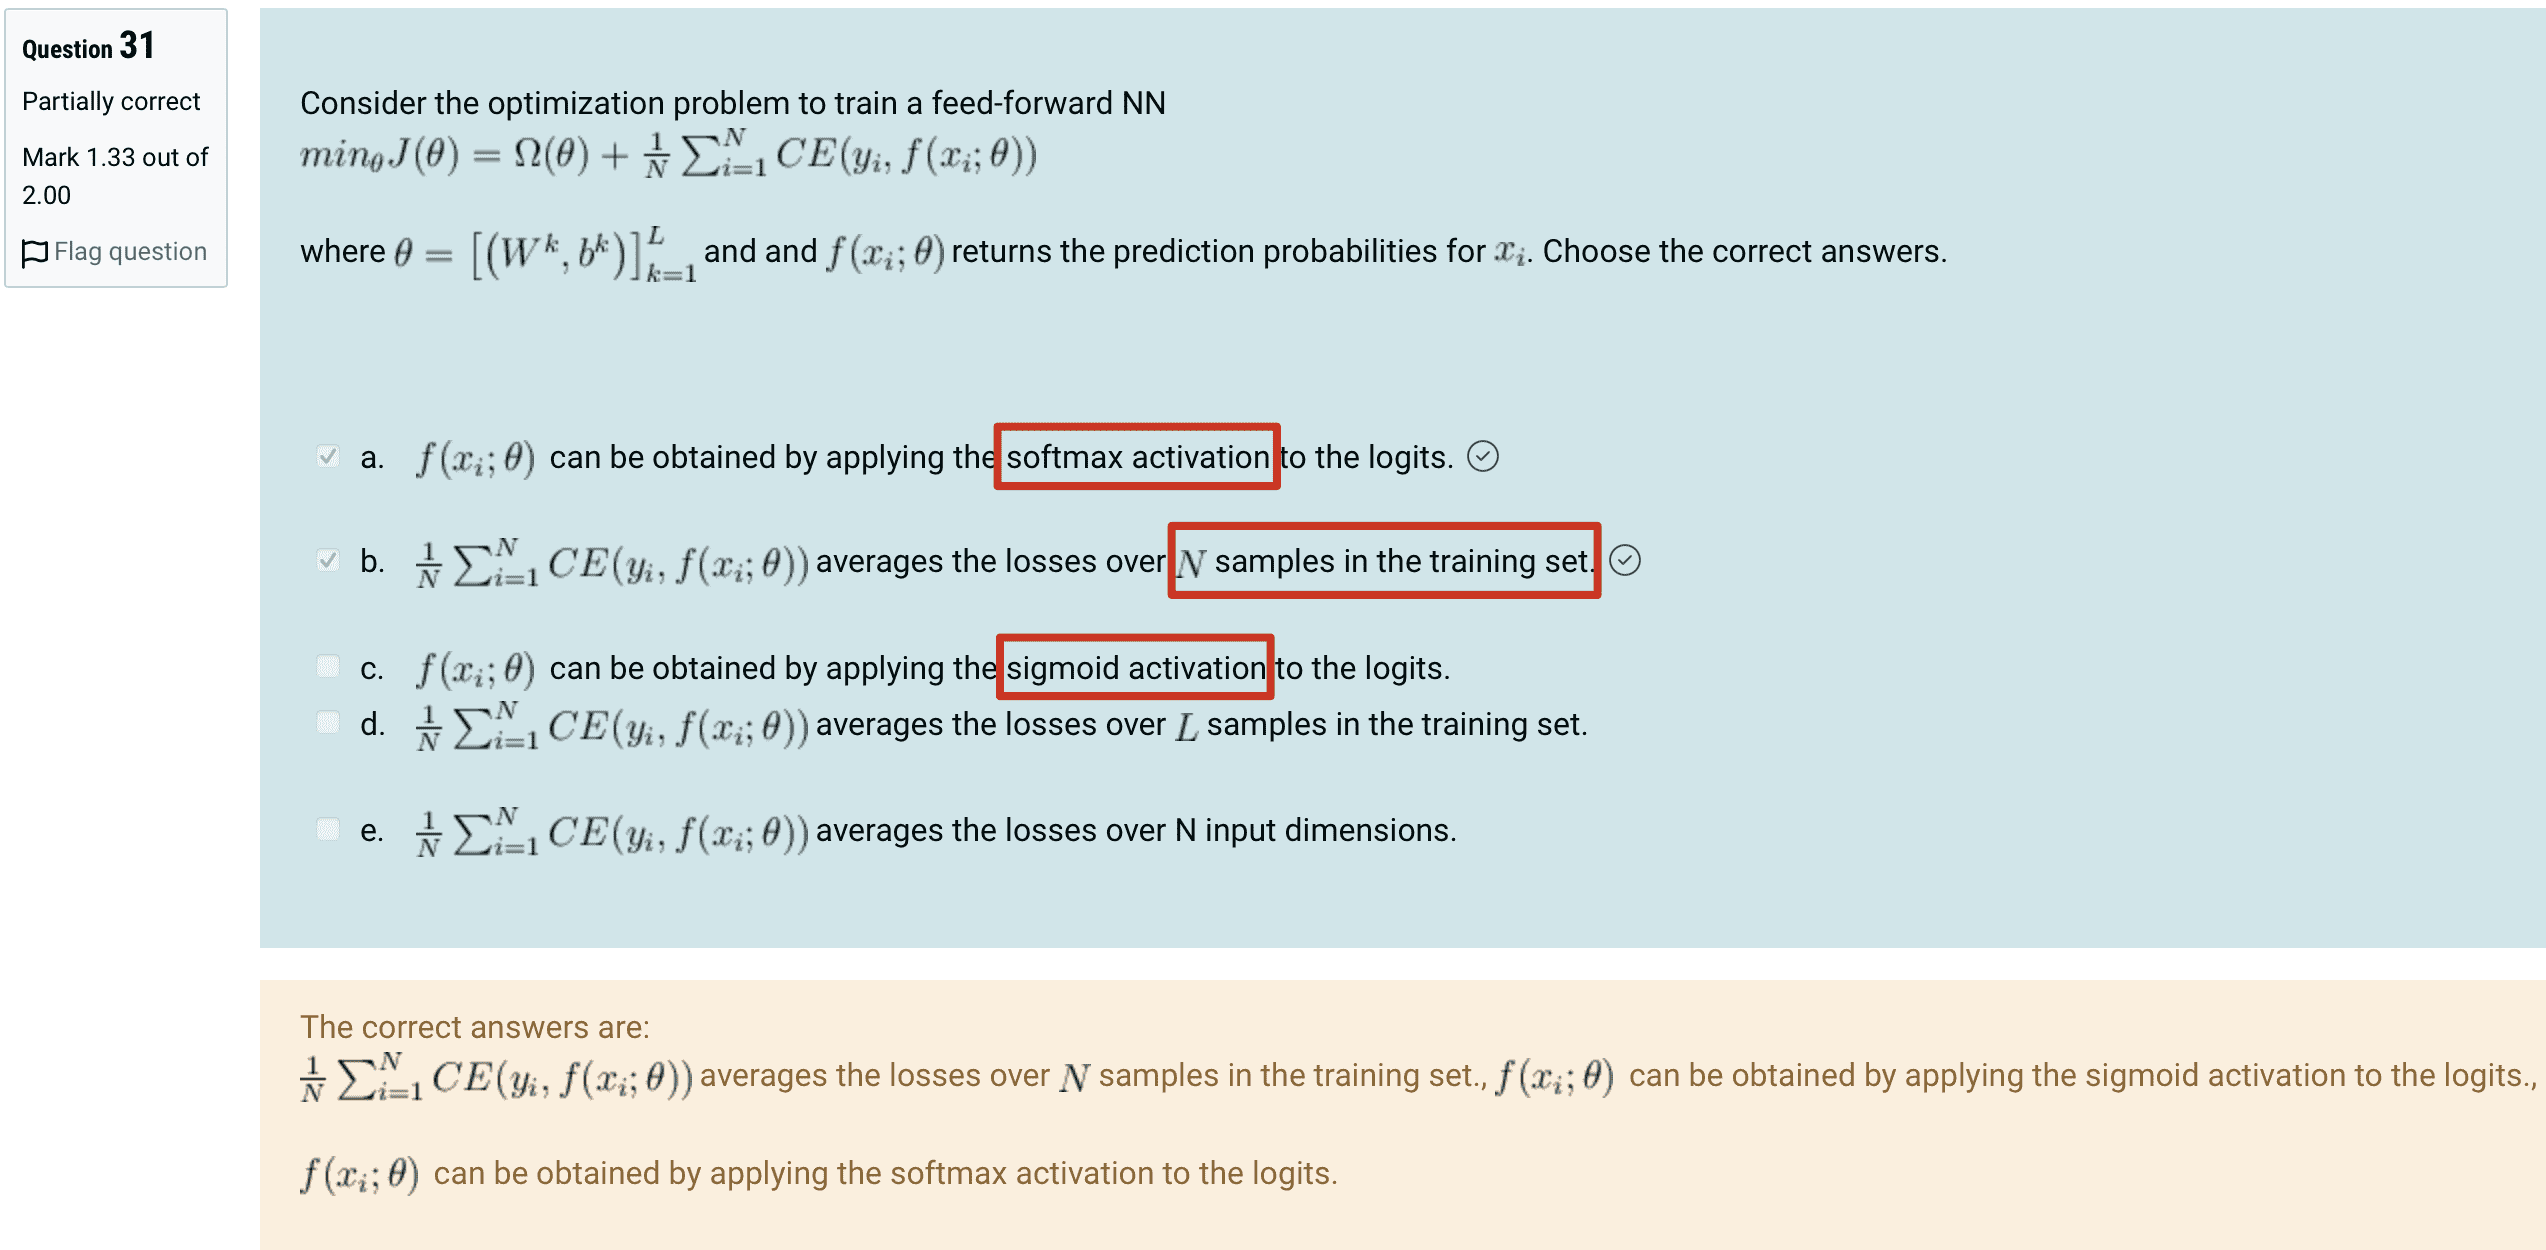 Question 31
Partially correct
Mark 1.33 out of
2.00
Flag question
Consider the optimization problem to train a feed-forward NN
$min_\theta J(\theta) = \Omega(\theta) + \frac{1}{N} \sum_{i=1}^{N} CE(y_i, f(x_i; \theta))$
where $\theta = [(W^k, b^k)]_{k=1}^{L}$ and and $f(x_i; \theta)$ returns the prediction probabilities for $x_i$. Choose the correct answers.
a. $f(x_i; \theta)$ can be obtained by applying the softmax activation to the logits.
b. $\frac{1}{N} \sum_{i=1}^{N} CE(y_i, f(x_i; \theta))$ averages the losses over $N$ samples in the training set.
c. $f(x_i; \theta)$ can be obtained by applying the sigmoid activation to the logits.
d. $\frac{1}{N} \sum_{i=1}^{N} CE(y_i, f(x_i; \theta))$ averages the losses over $L$ samples in the training set.
e. $\frac{1}{N} \sum_{i=1}^{N} CE(y_i, f(x_i; \theta))$ averages the losses over N input dimensions.
The correct answers are:
$\frac{1}{N} \sum_{i=1}^{N} CE(y_i, f(x_i; \theta))$ averages the losses over $N$ samples in the training set., $f(x_i; \theta)$ can be obtained by applying the sigmoid activation to the logits.,
$f(x_i; \theta)$ can be obtained by applying the softmax activation to the logits.